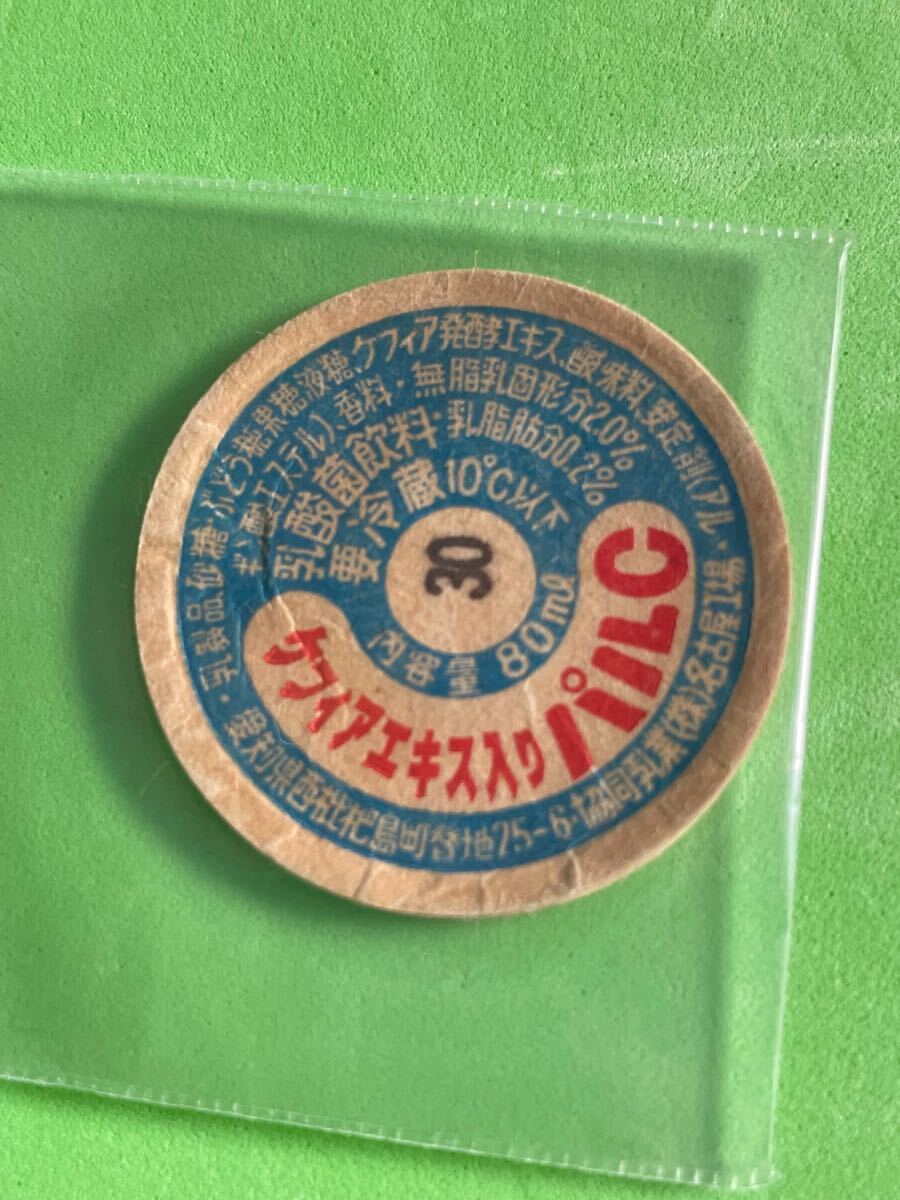 ・乳製品、砂糖・ぶどう糖果糖液糖、ケフィア発酵エキス、酸味料、安定剤(アル
ギン酸エステル)、香料・無脂乳固形分2.0%
乳酸菌飲料・乳脂肪分0.2%
要冷蔵10°C以下
30
内容量 80ml
ケフィアエキス入り パルC
愛知県西枇杷島町 25-6・協同乳業(株)名古屋工場